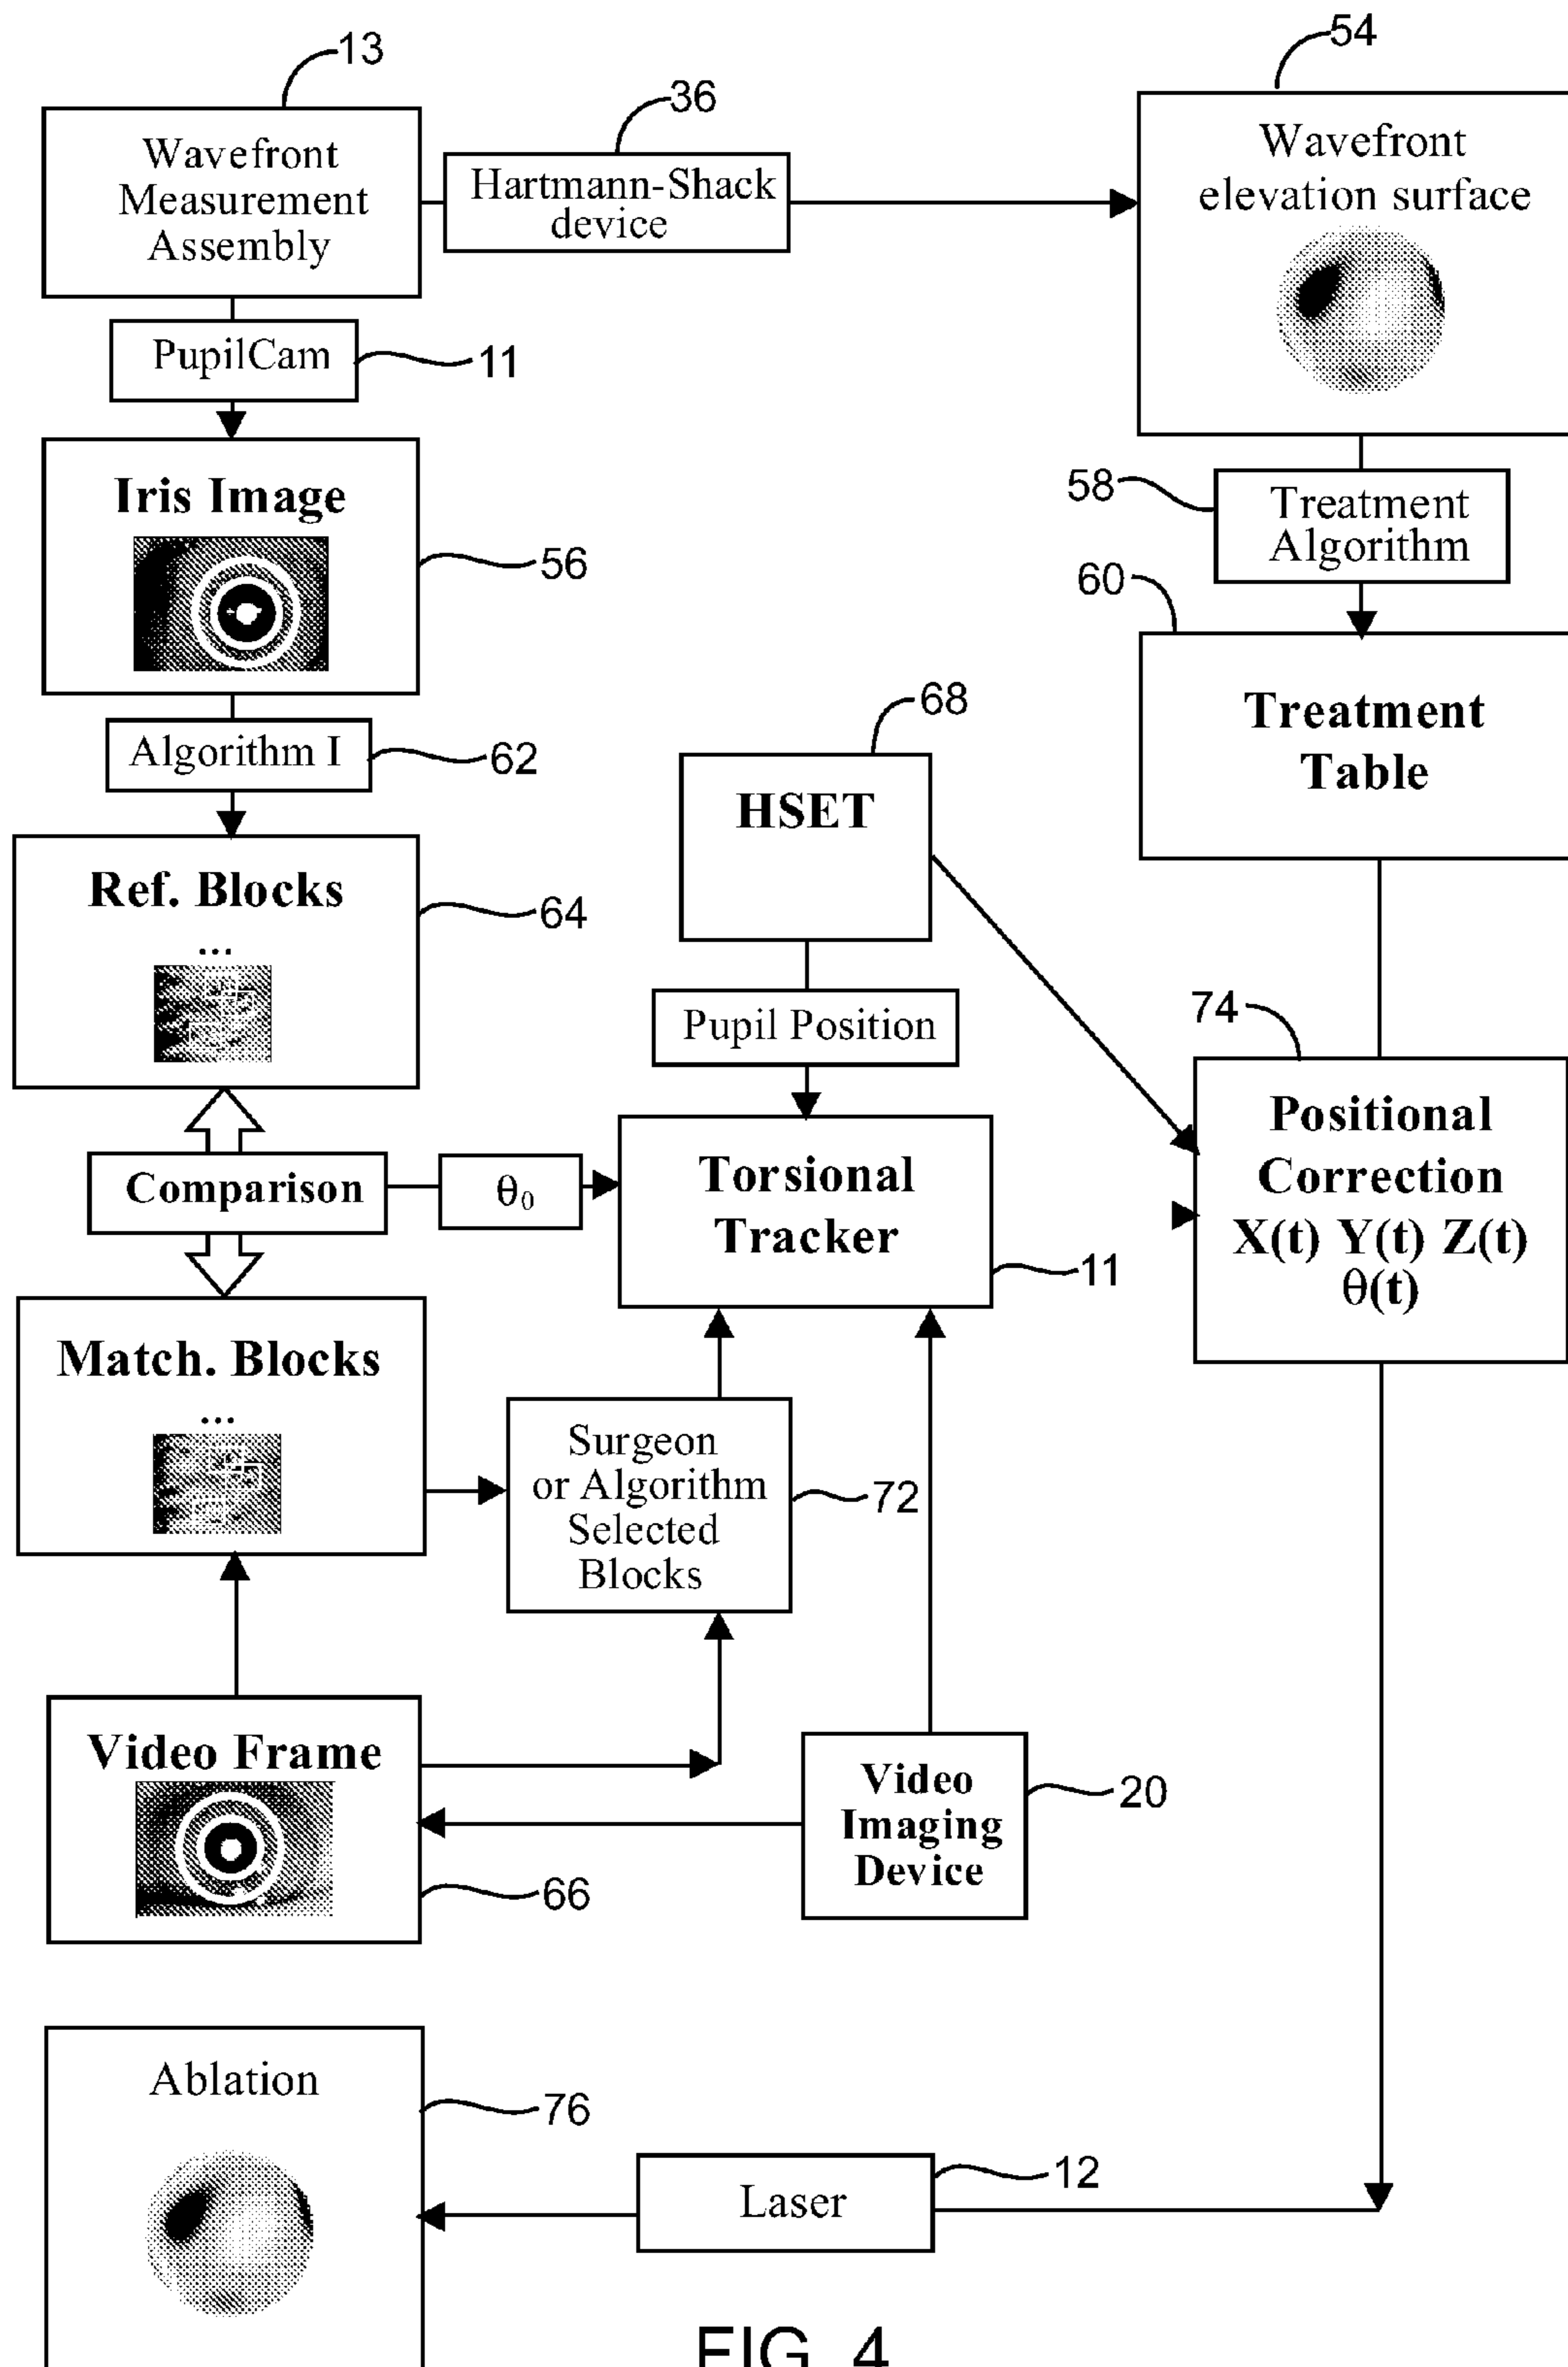 13
54
36
Wavefront
Measurement
Assembly
Hartmann-Shack
device
Wavefront
elevation surface
PupilCam
11
Iris Image
56
58
Treatment
Algorithm
60
Treatment
Table
Algorithm I
62
68
HSET
Ref. Blocks
...
64
Pupil Position
74
Positional
Correction
X(t) Y(t) Z(t)
θ(t)
Comparison
θ0
Torsional
Tracker
11
Match. Blocks
...
Surgeon
or Algorithm
Selected
Blocks
72
Video Frame
66
Video
Imaging
Device
20
Ablation
76
Laser
12
FIG. 4